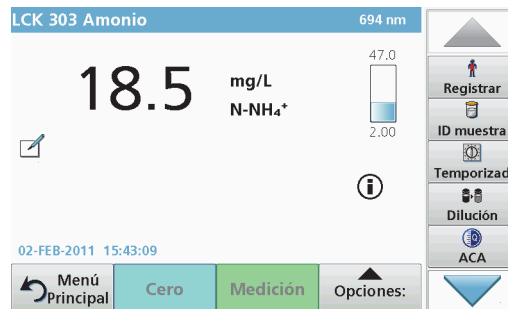 LCK 303 Amonio
694 nm
18.5
mg/L
N-NH₄⁺
47.0
2.00
02-FEB-2011 15:43:09
Menú
Principal
Cero
Medición
Opciones:
Registrar
ID muestra
Temporizad
Dilución
ACA